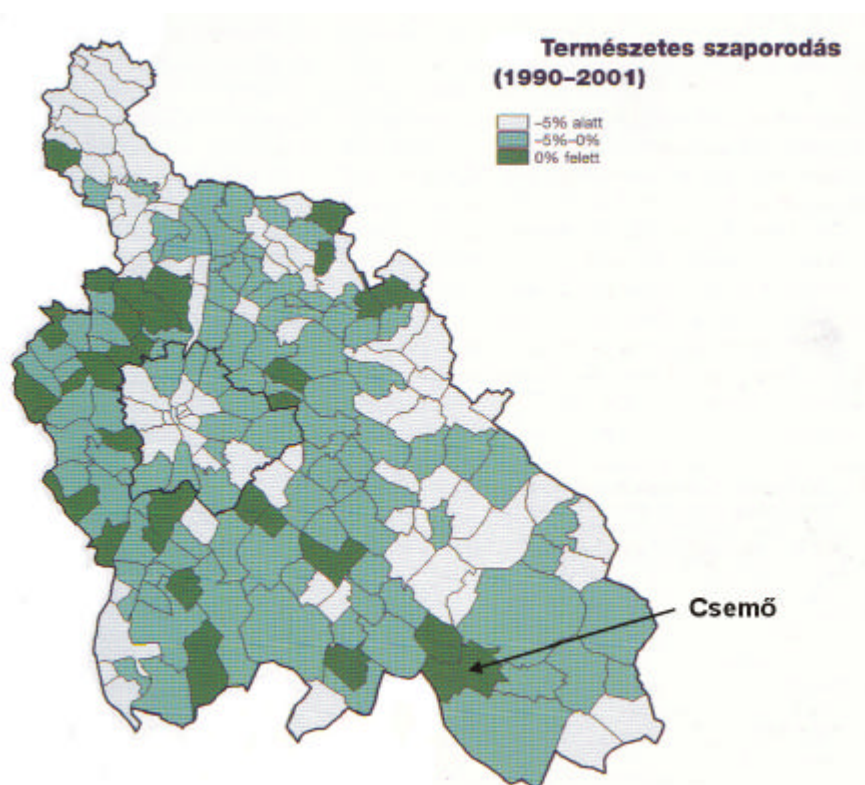 Természetes szaporodás
(1990–2001)
–5% alatt
–5%–0%
0% felett
Csemő